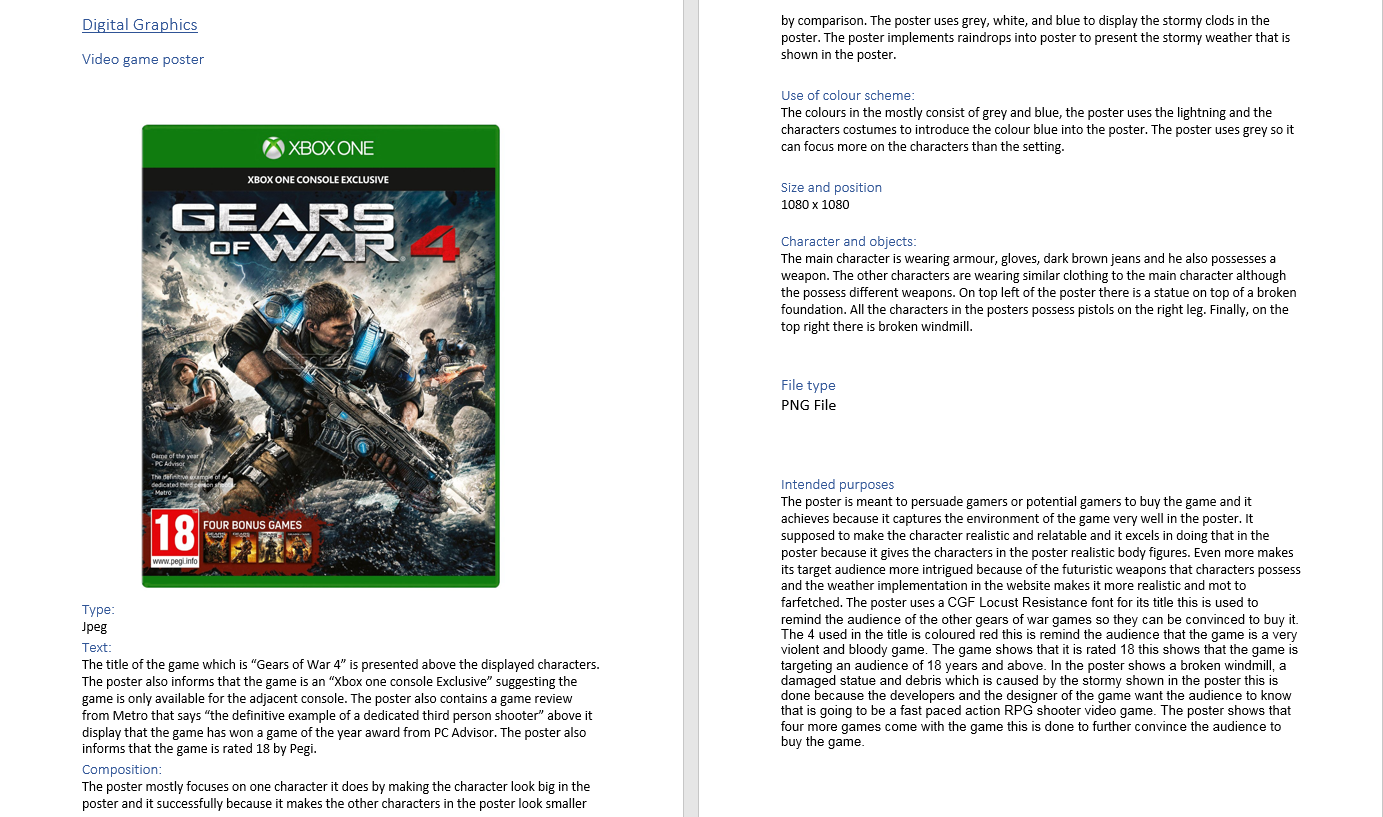 Digital Graphics
Video game poster
XBOX ONE
XBOX ONE CONSOLE EXCLUSIVE
GEARS
OF WAR 4
Game of the year
- PC Advisor
The definitive example of a
dedicated third person shooter
- Metro
18
www.pegi.info
FOUR BONUS GAMES
Type:
Jpeg
Text:
The title of the game which is “Gears of War 4” is presented above the displayed characters.
The poster also informs that the game is an “Xbox one console Exclusive” suggesting the
game is only available for the adjacent console. The poster also contains a game review
from Metro that says “the definitive example of a dedicated third person shooter” above it
display that the game has won a game of the year award from PC Advisor. The poster also
informs that the game is rated 18 by Pegi.
Composition:
The poster mostly focuses on one character it does by making the character look big in the
poster and it successfully because it makes the other characters in the poster look smaller
by comparison. The poster uses grey, white, and blue to display the stormy clods in the
poster. The poster implements raindrops into poster to present the stormy weather that is
shown in the poster.
Use of colour scheme:
The colours in the mostly consist of grey and blue, the poster uses the lightning and the
characters costumes to introduce the colour blue into the poster. The poster uses grey so it
can focus more on the characters than the setting.
Size and position
1080 x 1080
Character and objects:
The main character is wearing armour, gloves, dark brown jeans and he also possesses a
weapon. The other characters are wearing similar clothing to the main character although
the possess different weapons. On top left of the poster there is a statue on top of a broken
foundation. All the characters in the posters possess pistols on the right leg. Finally, on the
top right there is broken windmill.
File type
PNG File
Intended purposes
The poster is meant to persuade gamers or potential gamers to buy the game and it
achieves because it captures the environment of the game very well in the poster. It
supposed to make the character realistic and relatable and it excels in doing that in the
poster because it gives the characters in the poster realistic body figures. Even more makes
its target audience more intrigued because of the futuristic weapons that characters possess
and the weather implementation in the website makes it more realistic and mot to
farfetched. The poster uses a CGF Locust Resistance font for its title this is used to
remind the audience of the other gears of war games so they can be convinced to buy it.
The 4 used in the title is coloured red this is remind the audience that the game is a very
violent and bloody game. The game shows that it is rated 18 this shows that the game is
targeting an audience of 18 years and above. In the poster shows a broken windmill, a
damaged statue and debris which is caused by the stormy shown in the poster this is
done because the developers and the designer of the game want the audience to know
that is going to be a fast paced action RPG shooter video game. The poster shows that
four more games come with the game this is done to further convince the audience to
buy the game.